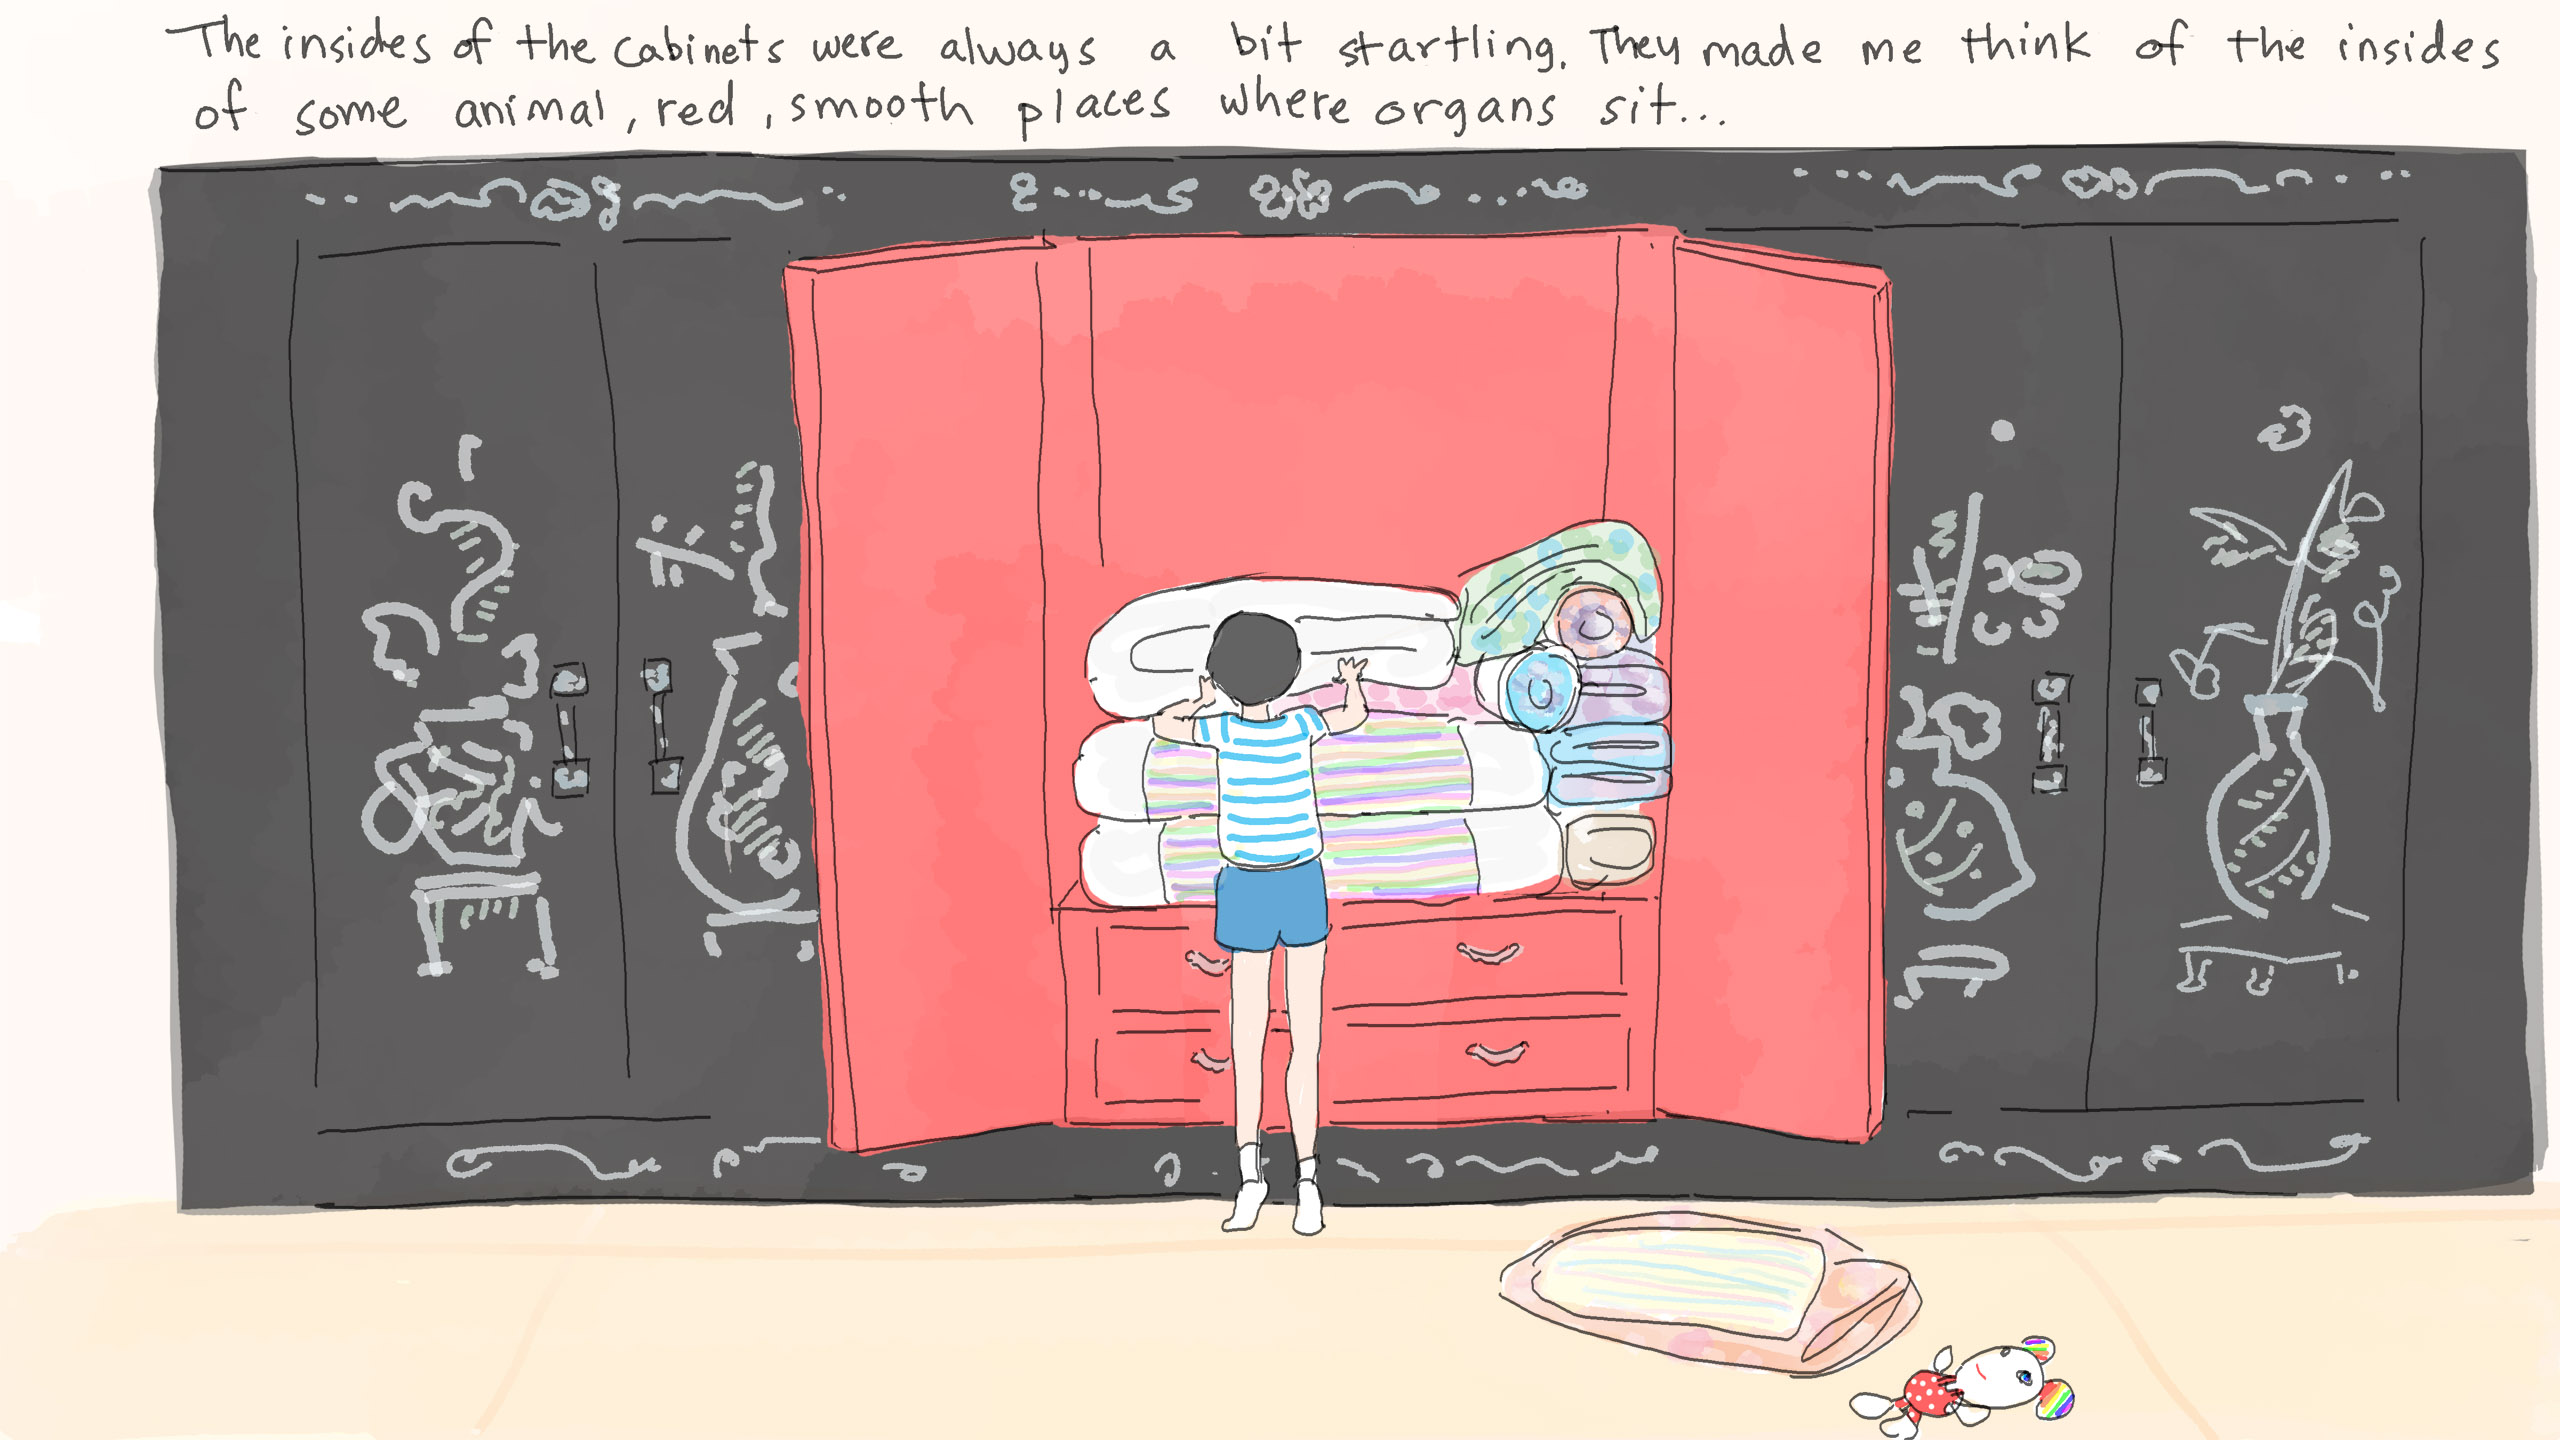 The insides of the cabinets were always a bit startling. They made me think of the insides
of some animal, red, smooth places where organs sit...